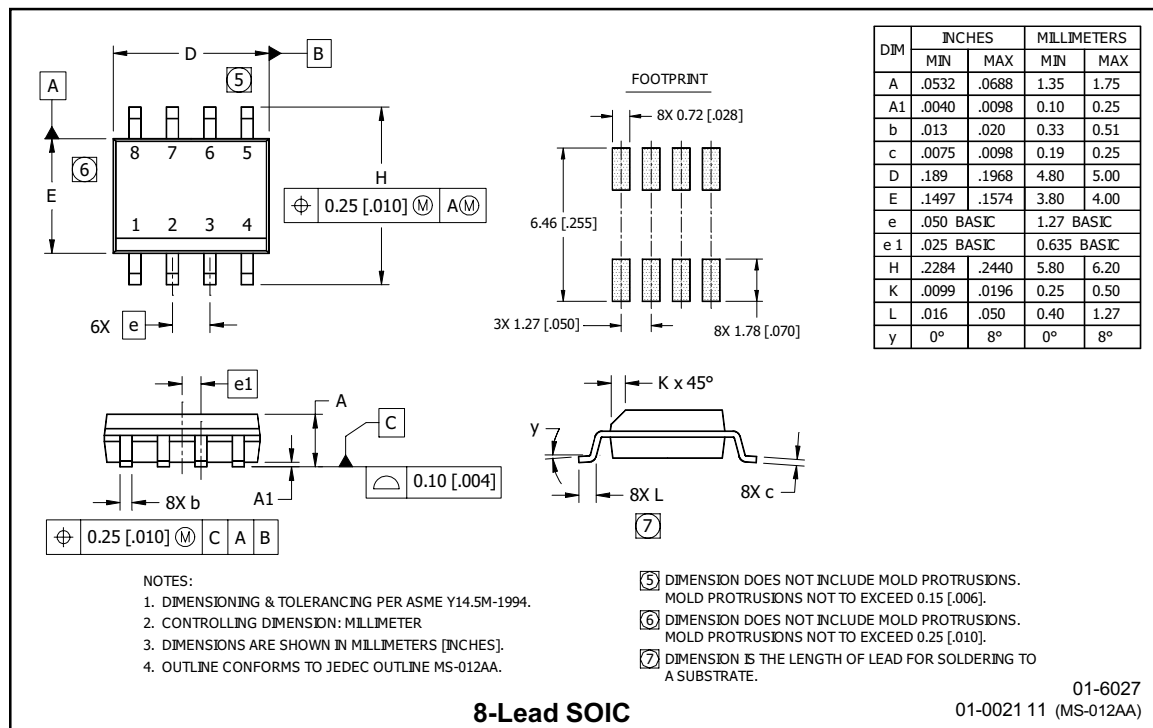 D
B
5
A
8 7 6 5
6
E
H
⌖ 0.25 [.010] Ⓜ A Ⓜ
1 2 3 4
6X e
FOOTPRINT
8X 0.72 [.028]
6.46 [.255]
3X 1.27 [.050]
8X 1.78 [.070]
DIM INCHES MILLIMETERS
MIN MAX MIN MAX
A .0532 .0688 1.35 1.75
A1 .0040 .0098 0.10 0.25
b .013 .020 0.33 0.51
c .0075 .0098 0.19 0.25
D .189 .1968 4.80 5.00
E .1497 .1574 3.80 4.00
e .050 BASIC 1.27 BASIC
e 1 .025 BASIC 0.635 BASIC
H .2284 .2440 5.80 6.20
K .0099 .0196 0.25 0.50
L .016 .050 0.40 1.27
y 0° 8° 0° 8°
e1
A
C
0.10 [.004]
A1
8X b
⌖ 0.25 [.010] Ⓜ C A B
K x 45°
y
8X L
7
8X c
NOTES:
1. DIMENSIONING & TOLERANCING PER ASME Y14.5M-1994.
2. CONTROLLING DIMENSION: MILLIMETER
3. DIMENSIONS ARE SHOWN IN MILLIMETERS [INCHES].
4. OUTLINE CONFORMS TO JEDEC OUTLINE MS-012AA.
5 DIMENSION DOES NOT INCLUDE MOLD PROTRUSIONS.
MOLD PROTRUSIONS NOT TO EXCEED 0.15 [.006].
6 DIMENSION DOES NOT INCLUDE MOLD PROTRUSIONS.
MOLD PROTRUSIONS NOT TO EXCEED 0.25 [.010].
7 DIMENSION IS THE LENGTH OF LEAD FOR SOLDERING TO
A SUBSTRATE.
8-Lead SOIC
01-6027
01-0021 11 (MS-012AA)